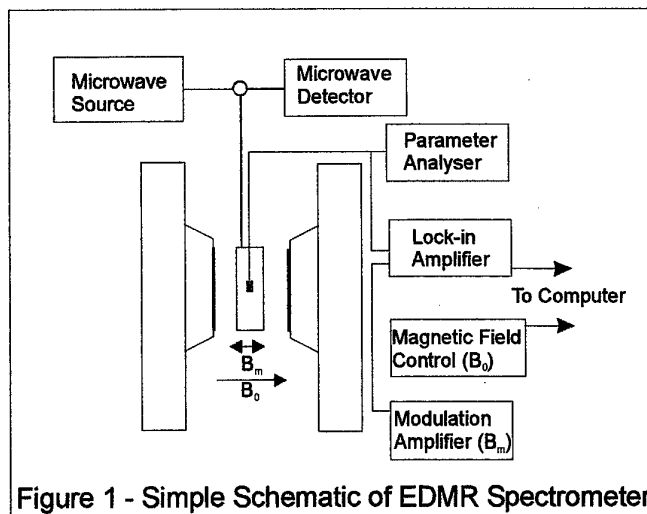 Microwave
Source
Microwave
Detector
Parameter
Analyser
Lock-in
Amplifier
To Computer
Magnetic Field
Control (B₀)
Modulation
Amplifier (Bₘ)
Bₘ
B₀
Figure 1 - Simple Schematic of EDMR Spectrometer